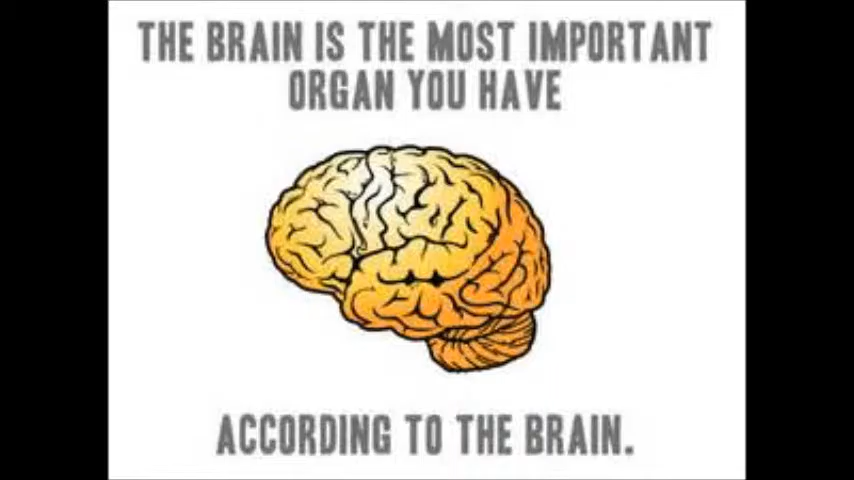 THE BRAIN IS THE MOST IMPORTANT
ORGAN YOU HAVE
ACCORDING TO THE BRAIN.